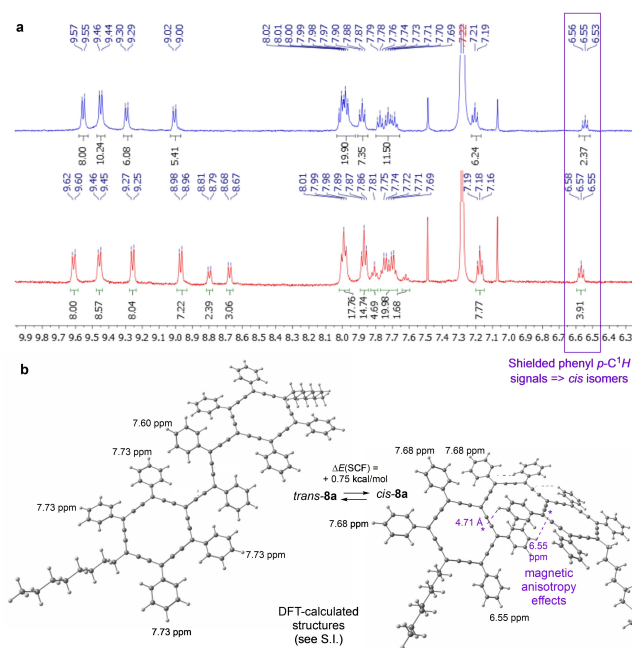 a
9.57 9.55 9.46 9.44 9.30 9.29 9.02 9.00 8.02 8.01 8.00 7.99 7.98 7.97 7.90 7.88 7.87 7.79 7.78 7.76 7.74 7.73 7.71 7.70 7.69 7.22 7.21 7.19 6.56 6.55 6.53
8.00 10.24 6.08 5.41 19.90 7.35 11.50 6.24 2.37
9.62 9.60 9.46 9.45 9.27 9.25 8.98 8.96 8.81 8.79 8.68 8.67 8.01 7.99 7.98 7.89 7.87 7.86 7.81 7.75 7.74 7.72 7.71 7.69 7.19 7.18 7.16 6.58 6.57 6.55
8.00 8.57 8.04 7.22 2.39 3.06 17.76 14.74 4.69 19.98 1.68 7.77 3.91
9.9 9.8 9.7 9.6 9.5 9.4 9.3 9.2 9.1 9.0 8.9 8.8 8.7 8.6 8.5 8.4 8.3 8.2 8.1 8.0 7.9 7.8 7.7 7.6 7.5 7.4 7.3 7.2 7.1 7.0 6.9 6.8 6.7 6.6 6.5 6.4 6.3
Shielded phenyl p-C¹H
signals => cis isomers
b
7.60 ppm
7.73 ppm
7.73 ppm
7.73 ppm
7.73 ppm
ΔE(SCF) =
+ 0.75 kcal/mol
trans-8a
cis-8a
7.68 ppm 7.68 ppm
7.68 ppm
4.71 Å
*
*
6.55
ppm
magnetic
anisotropy
effects
6.55 ppm
DFT-calculated
structures
(see S.I.)